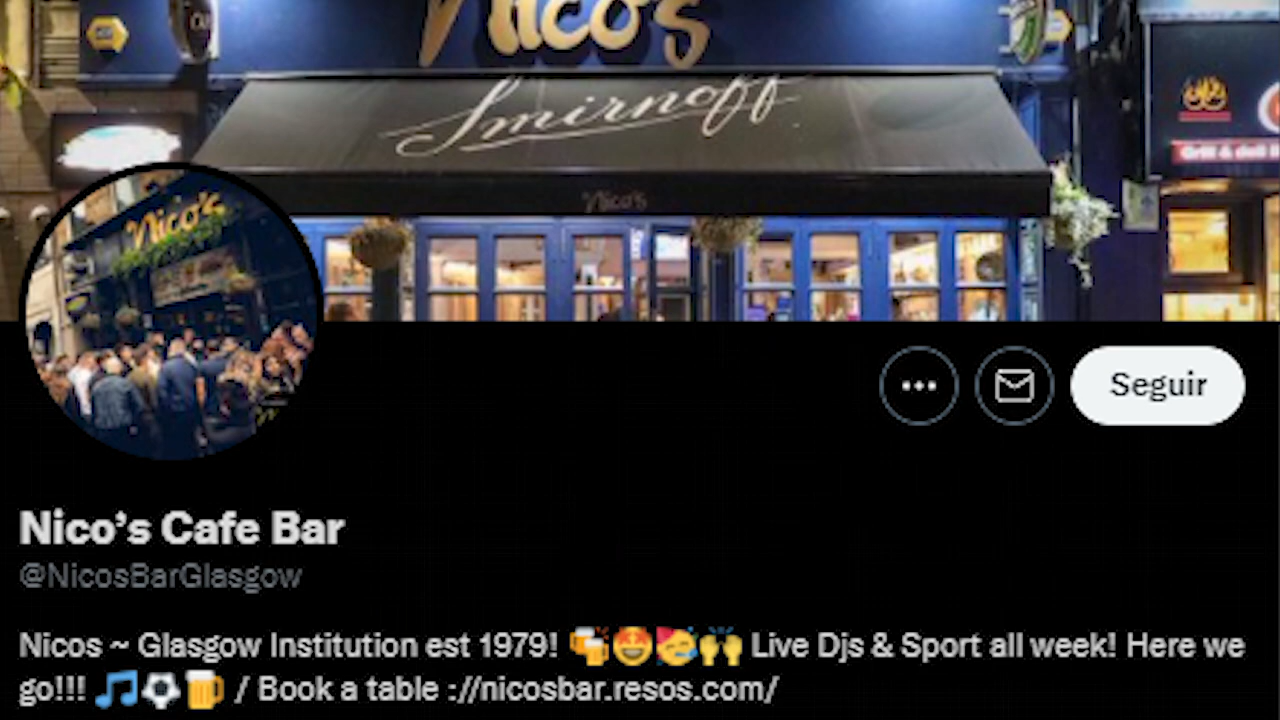 Nico's
Smirnoff
Nico's
Grill & deli
Nico's
Seguir
Nico’s Cafe Bar
@NicosBarGlasgow
Nicos ~ Glasgow Institution est 1979! 🍻🤩🥳🙌 Live Djs & Sport all week! Here we
go!!! 🎵⚽🍺 / Book a table ://nicosbar.resos.com/